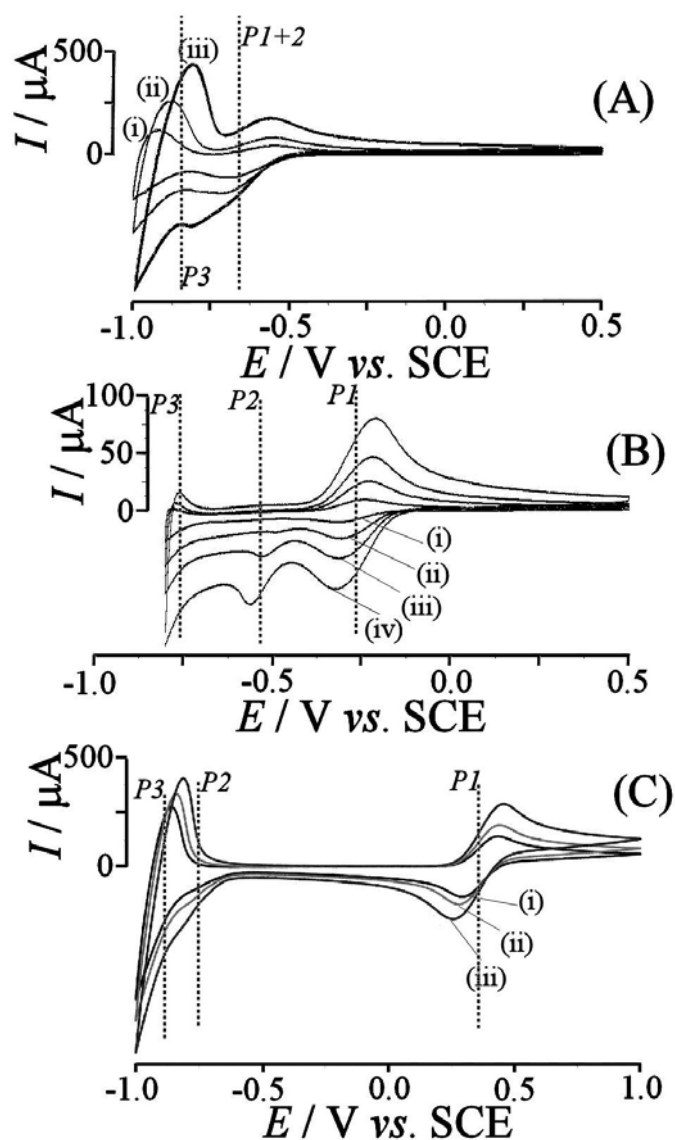 500
0
I / μA
(i)
(ii)
(iii)
P1+2
(A)
P3
-1.0 -0.5 0.0 0.5
E / V vs. SCE
100
50
0
I / μA
P3 P2 P1
(B)
(i)
(ii)
(iii)
(iv)
-1.0 -0.5 0.0 0.5
E / V vs. SCE
500
0
I / μA
P3 P2 P1
(C)
(i)
(ii)
(iii)
-1.0 -0.5 0.0 0.5 1.0
E / V vs. SCE